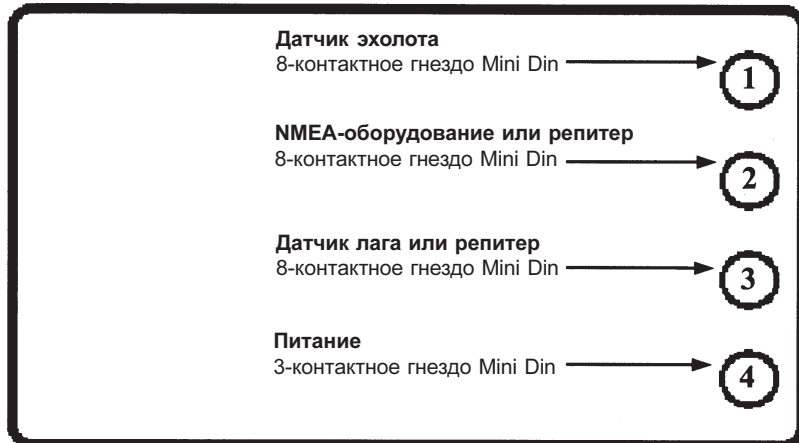 Датчик эхолота
8-контактное гнездо Mini Din
1
NMEA-оборудование или репитер
8-контактное гнездо Mini Din
2
Датчик лага или репитер
8-контактное гнездо Mini Din
3
Питание
3-контактное гнездо Mini Din
4